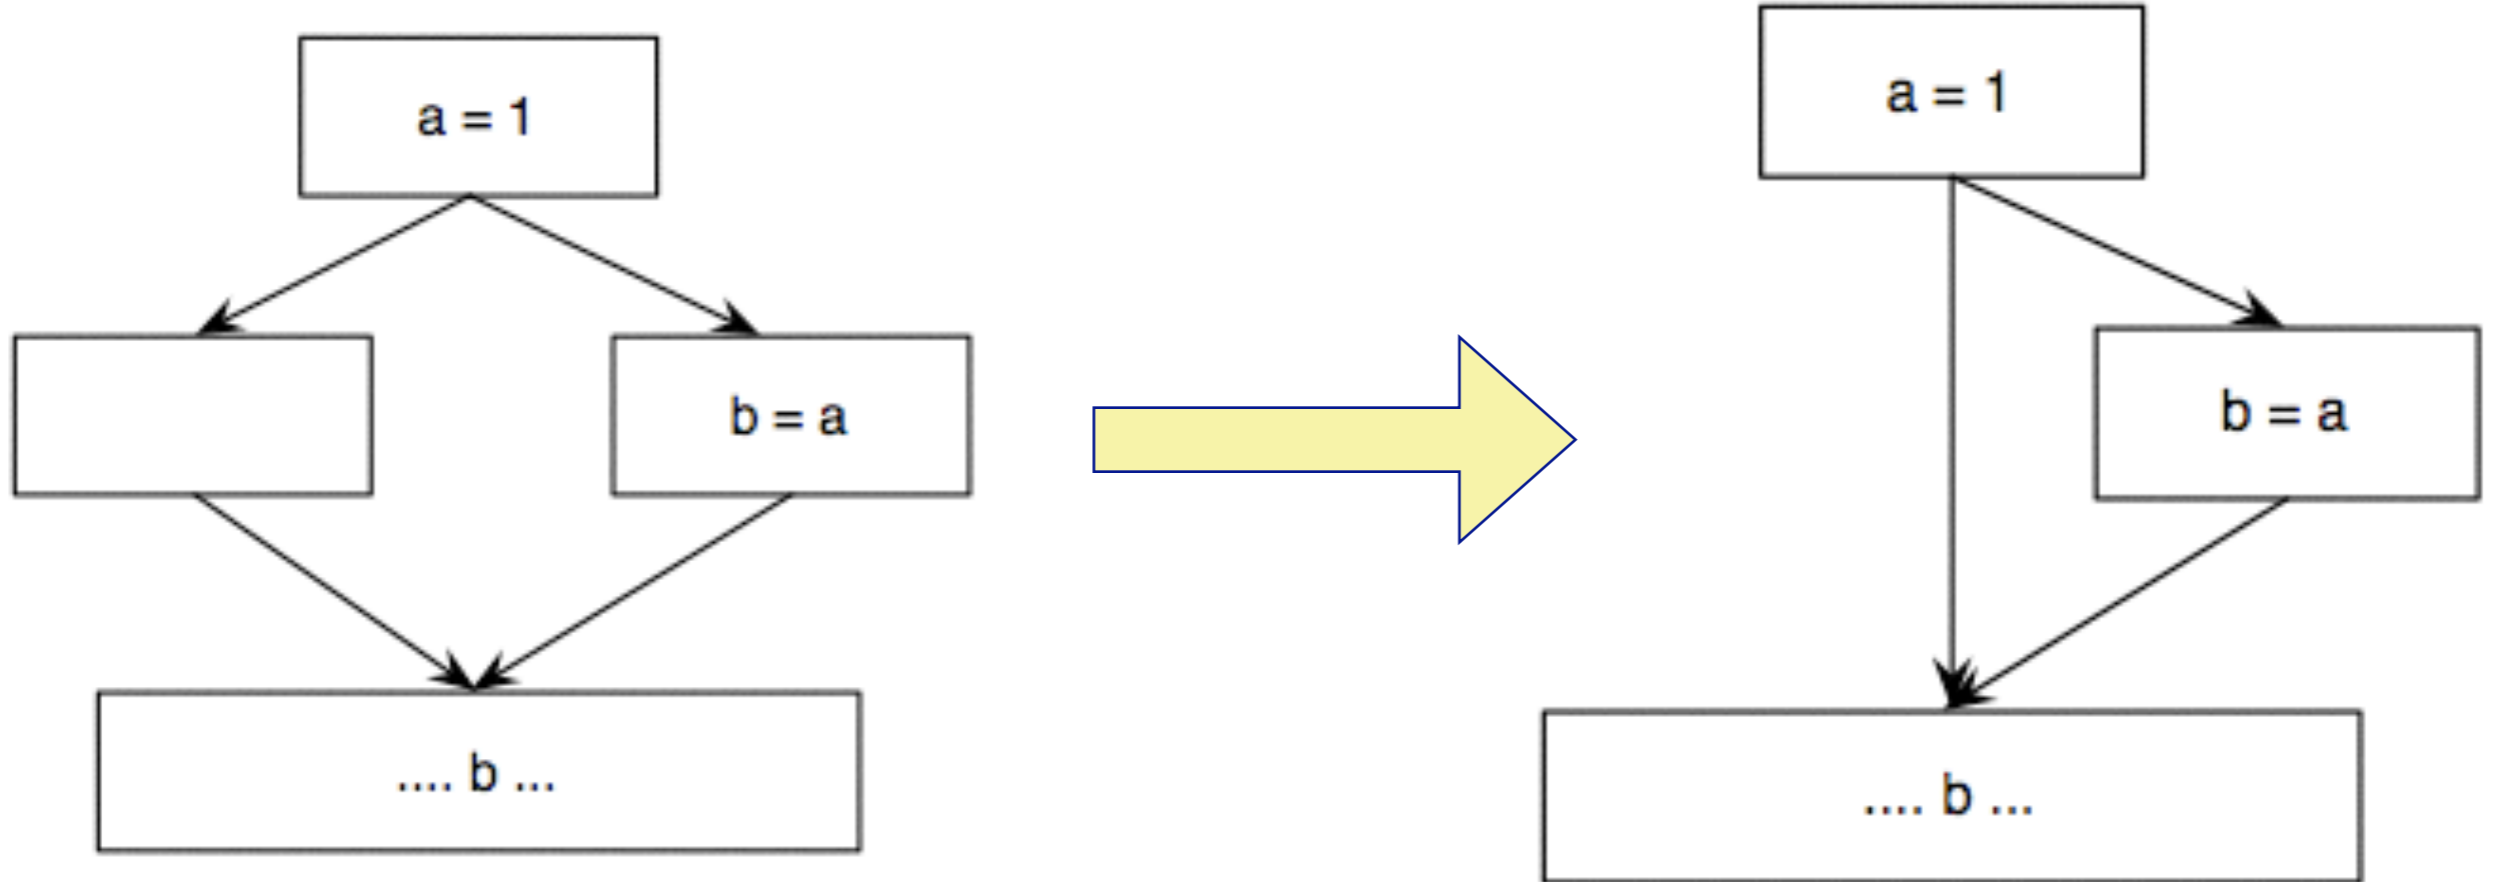 a = 1
b = a
.... b ...
a = 1
b = a
.... b ...